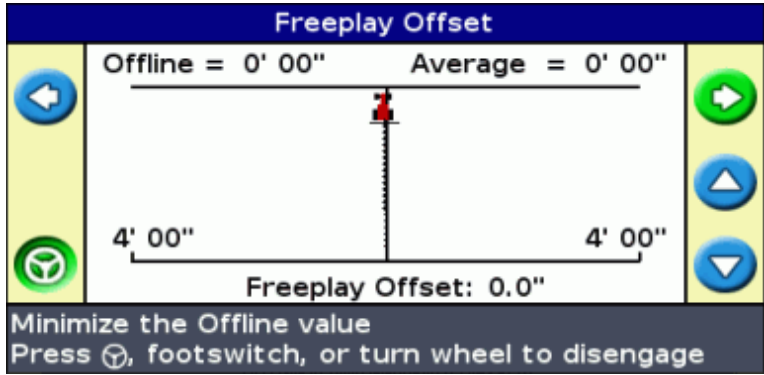 Freeplay Offset
Offline = 0' 00" Average = 0' 00"
4' 00" 4' 00"
Freeplay Offset: 0.0"
Minimize the Offline value
Press , footswitch, or turn wheel to disengage